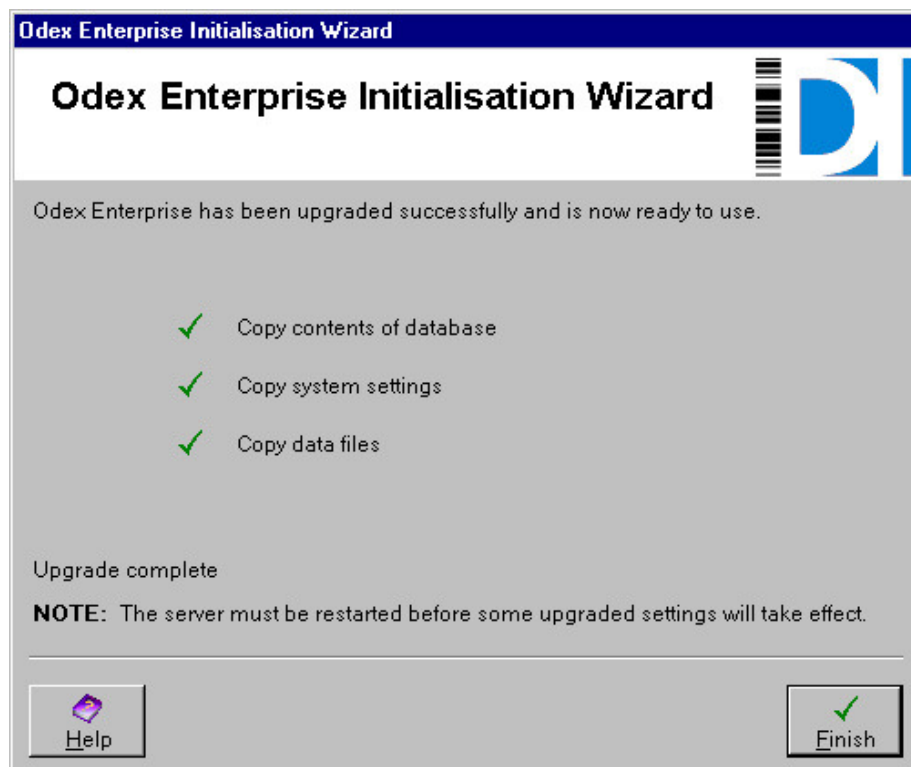 Odex Enterprise Initialisation Wizard
Odex Enterprise Initialisation Wizard
D
Odex Enterprise has been upgraded successfully and is now ready to use.
Copy contents of database
Copy system settings
Copy data files
Upgrade complete
NOTE: The server must be restarted before some upgraded settings will take effect.
Help
Finish